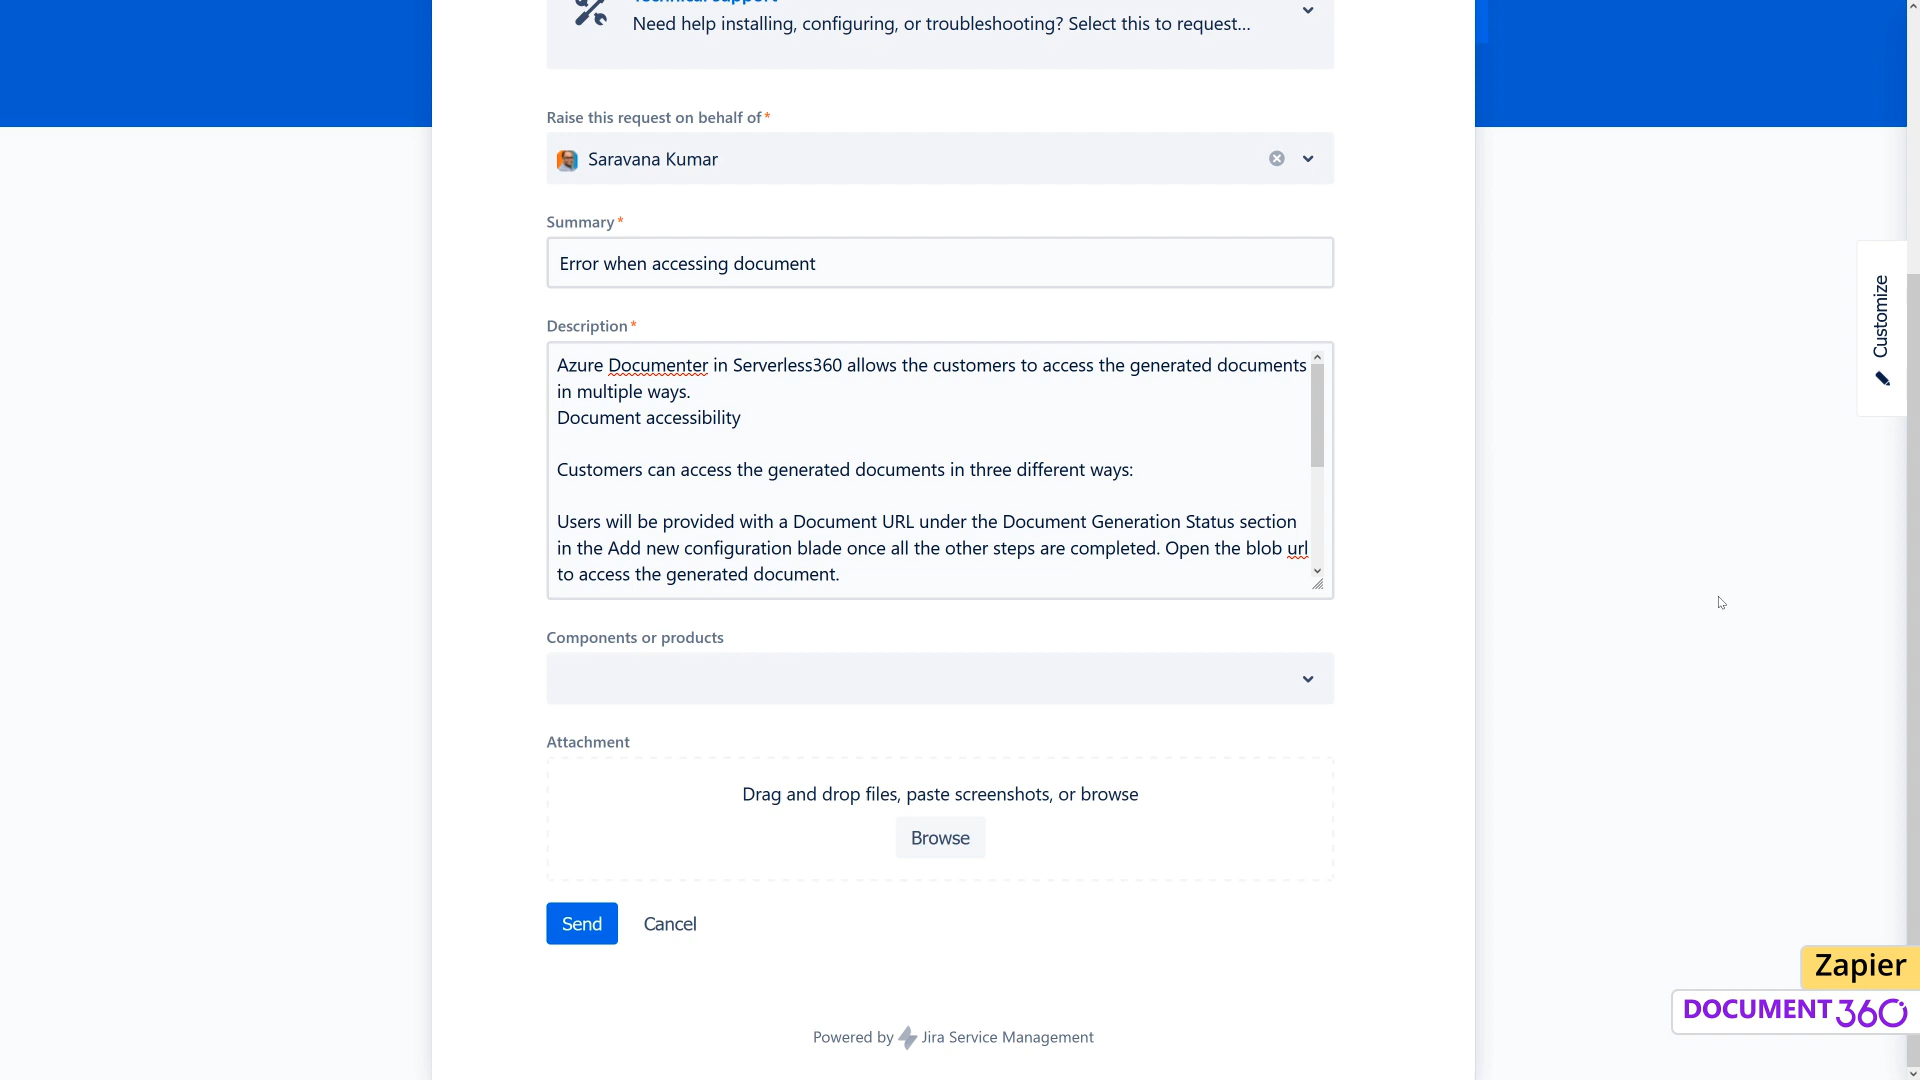 Technical support
Need help installing, configuring, or troubleshooting? Select this to request...
Raise this request on behalf of *
Saravana Kumar
Summary *
Error when accessing document
Description *
Azure Documenter in Serverless360 allows the customers to access the generated documents
in multiple ways.
Document accessibility
Customers can access the generated documents in three different ways:
Users will be provided with a Document URL under the Document Generation Status section
in the Add new configuration blade once all the other steps are completed. Open the blob url
to access the generated document.
Components or products
Attachment
Drag and drop files, paste screenshots, or browse
Browse
Send
Cancel
Powered by Jira Service Management
Customize
Zapier
DOCUMENT360